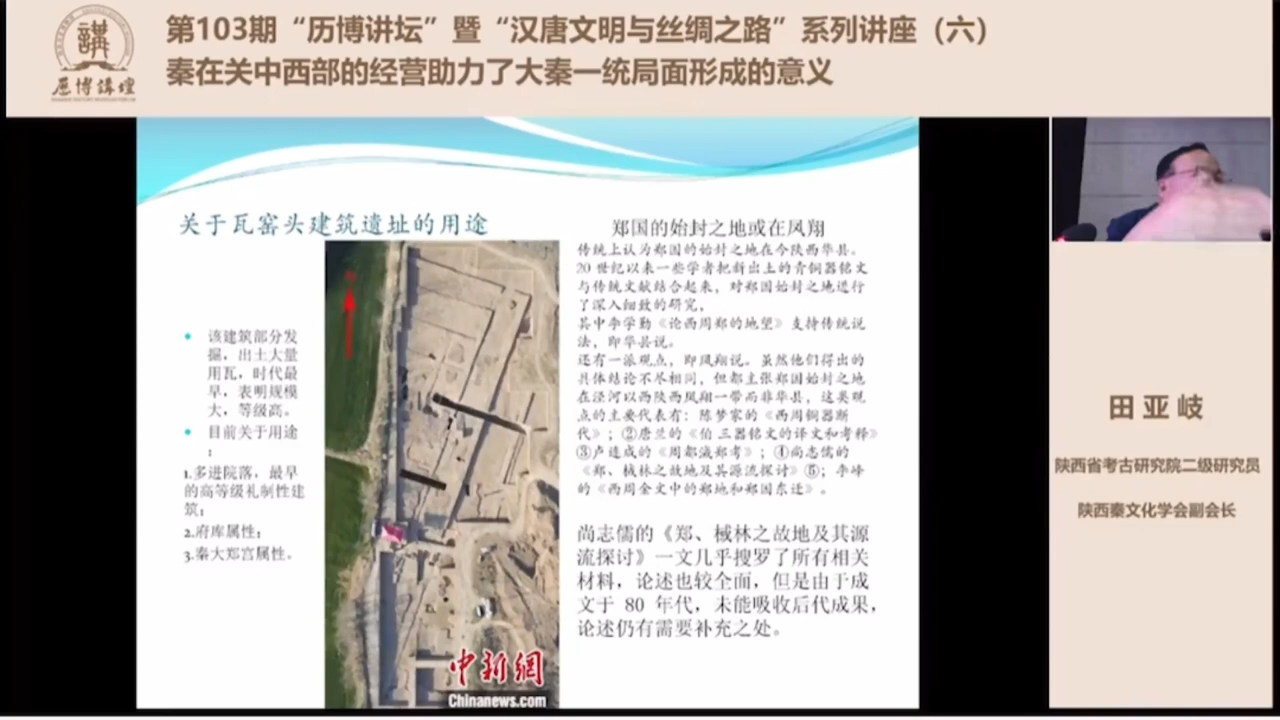 講
历博講壇
第103期“历博讲坛”暨“汉唐文明与丝绸之路”系列讲座（六）
秦在关中西部的经营助力了大秦一统局面形成的意义
关于瓦窑头建筑遗址的用途
该建筑部分发
掘，出土大量
用瓦，时代最
早，表明规模
大，等级高。
目前关于用途
：
1.多进院落，最早
的高等级礼制性建
筑；
2.府库属性；
3.秦大郑宫属性。
中新網
Chinanews.com
郑国的始封之地或在凤翔
传统上认为郑国的始封之地在今陕西华县。
20 世纪以来一些学者把新出土的青铜器铭文
与传统文献结合起来，对郑国始封之地进行
了深入细致的研究，
其中李学勤《论西周郑的地望》支持传统说
法，即华县说。
还有一派观点，即凤翔说。虽然他们得出的
具体结论不尽相同，但都主张郑国始封之地
在泾河以西陕西凤翔一带而非华县，这类观
点的主要代表有：陈梦家的《西周铜器断
代》；②唐兰的《伯 三器铭文的译文和考释》
③卢连成的《周都淢郑考》；④尚志儒的
《郑、棫林之故地及其源流探讨》⑤；李峰
的《西周金文中的郑地和郑国东迁》。
尚志儒的《郑、棫林之故地及其源
流探讨》一文几乎搜罗了所有相关
材料，论述也较全面，但是由于成
文于 80 年代，未能吸收后代成果，
论述仍有需要补充之处。
田亚岐
陕西省考古研究院二级研究员
陕西秦文化学会副会长